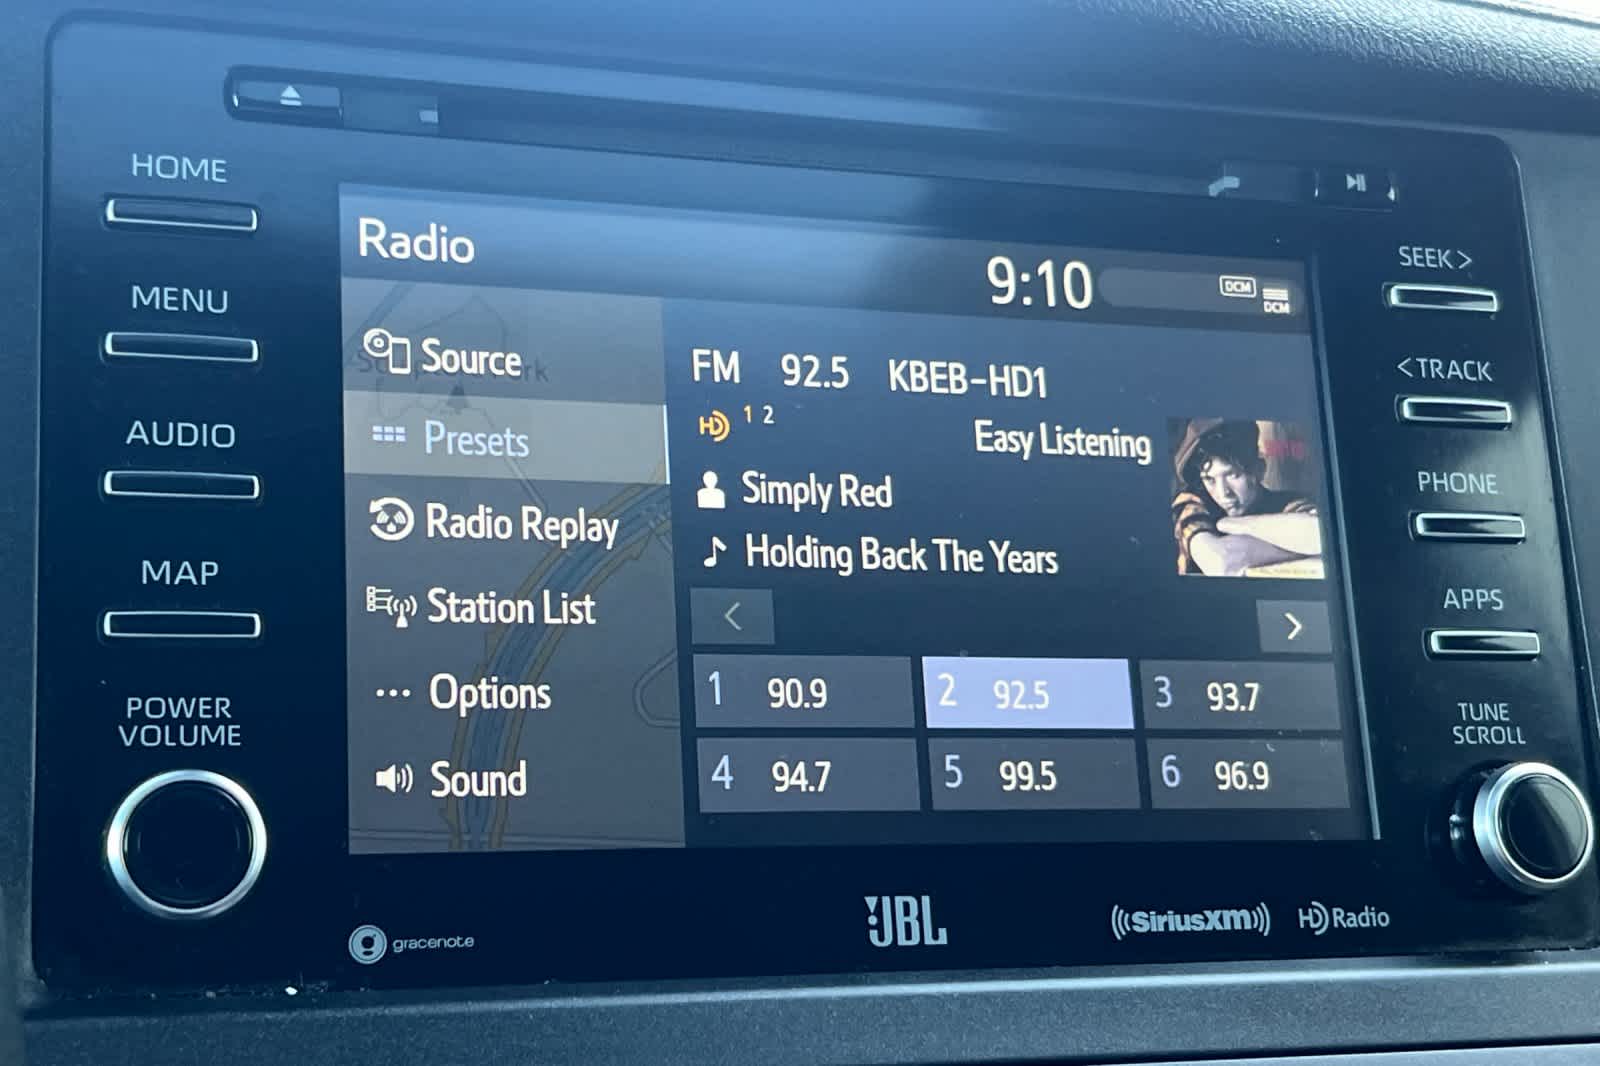 HOME
MENU
AUDIO
MAP
POWER
VOLUME
Radio
9:10
DCM
DCM
Source
Presets
Radio Replay
Station List
Options
Sound
FM 92.5 KBEB-HD1
HD 1 2
Easy Listening
Simply Red
Holding Back The Years
<
>
1 90.9
2 92.5
3 93.7
4 94.7
5 99.5
6 96.9
SEEK >
< TRACK
PHONE
APPS
TUNE
SCROLL
gracenote
JBL
((SiriusXM))
HD Radio